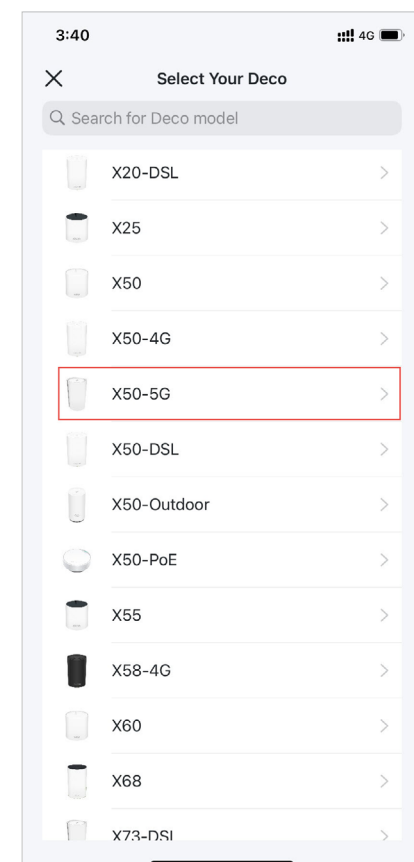 3:40
4G
Select Your Deco
Search for Deco model
X20-DSL
X25
X50
X50-4G
X50-5G
X50-DSL
X50-Outdoor
X50-PoE
X55
X58-4G
X60
X68
X73-DSL